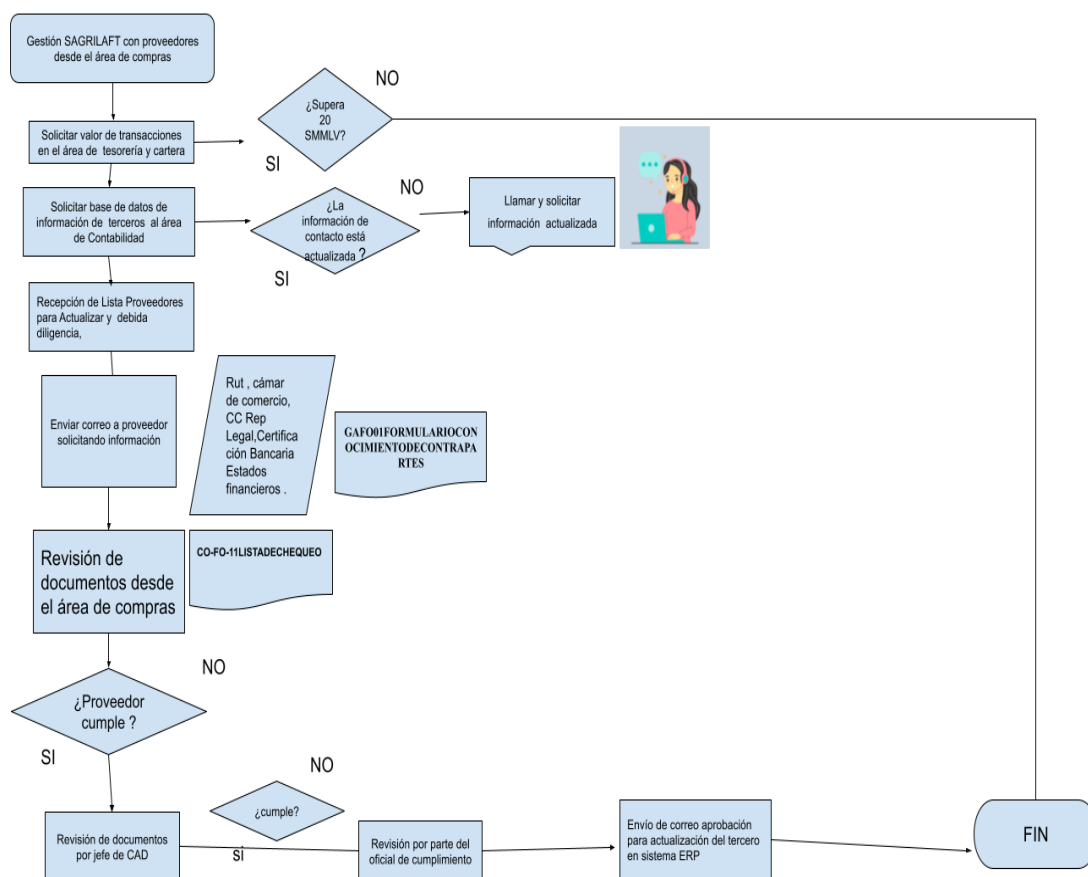 Gestión SAGRILAFT con proveedores
desde el área de compras
NO
¿Supera
20
SMMLV?
SI
Solicitar valor de transacciones
en el área de tesorería y cartera
Solicitar base de datos de
información de terceros al área
de Contabilidad
¿La
información de
contacto está
actualizada ?
NO
SI
Llamar y solicitar
información actualizada
Recepción de Lista Proveedores
para Actualizar y debida
diligencia,
Enviar correo a proveedor
solicitando información
Rut , cámar
de comercio,
CC Rep
Legal,Certifica
ción Bancaria
Estados
financieros .
GAFO01FORMULARIOCON
OCIMIENTODECONTRAPA
RTES
Revisión de
documentos desde
el área de compras
CO-FO-11LISTADECHEQUEO
NO
¿Proveedor
cumple ?
SI
NO
¿cumple?
SÍ
Revisión de documentos
por jefe de CAD
Revisión por parte del
oficial de cumplimiento
Envío de correo aprobación
para actualización del tercero
en sistema ERP
FIN